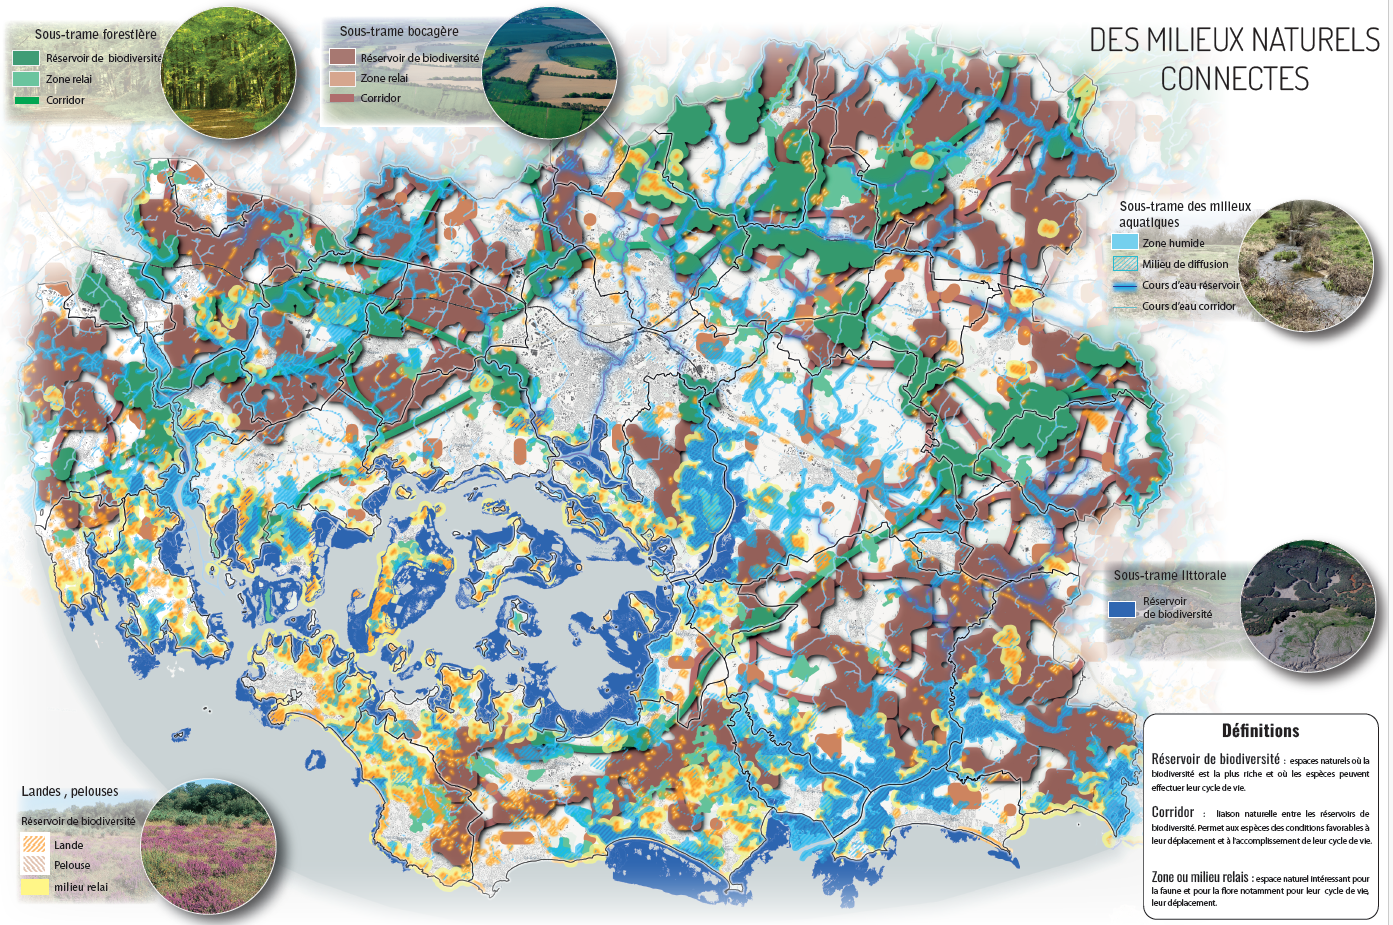 DES MILIEUX NATURELS
CONNECTES
Sous-trame forestière
Réservoir de biodiversité
Zone relai
Corridor
Sous-trame bocagère
Réservoir de biodiversité
Zone relai
Corridor
Sous-trame des milieux
aquatiques
Zone humide
Milieu de diffusion
Cours d'eau réservoir
Cours d'eau corridor
Sous-trame littorale
Réservoir
de biodiversité
Landes , pelouses
Réservoir de biodiversité
Lande
Pelouse
milieu relai
Définitions
Réservoir de biodiversité : espaces naturels où la
biodiversité est la plus riche et où les espèces peuvent
effectuer leur cycle de vie.
Corridor : liaison naturelle entre les réservoirs de
biodiversité. Permet aux espèces des conditions favorables à
leur déplacement et à l'accomplissement de leur cycle de vie.
Zone ou milieu relais : espace naturel intéressant pour
la faune et pour la flore notamment pour leur cycle de vie,
leur déplacement.